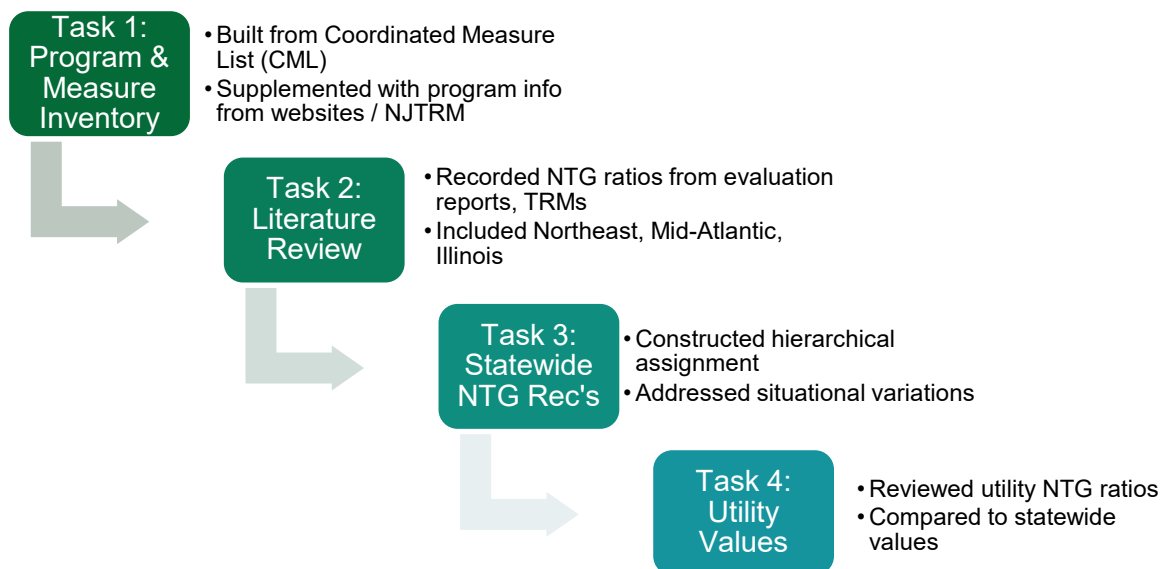 Task 1:
Program &
Measure
Inventory
• Built from Coordinated Measure
List (CML)
• Supplemented with program info
from websites / NJTRM
Task 2:
Literature
Review
• Recorded NTG ratios from evaluation
reports, TRMs
• Included Northeast, Mid-Atlantic,
Illinois
Task 3:
Statewide
NTG Rec's
• Constructed hierarchical
assignment
• Addressed situational variations
Task 4:
Utility
Values
• Reviewed utility NTG ratios
• Compared to statewide
values